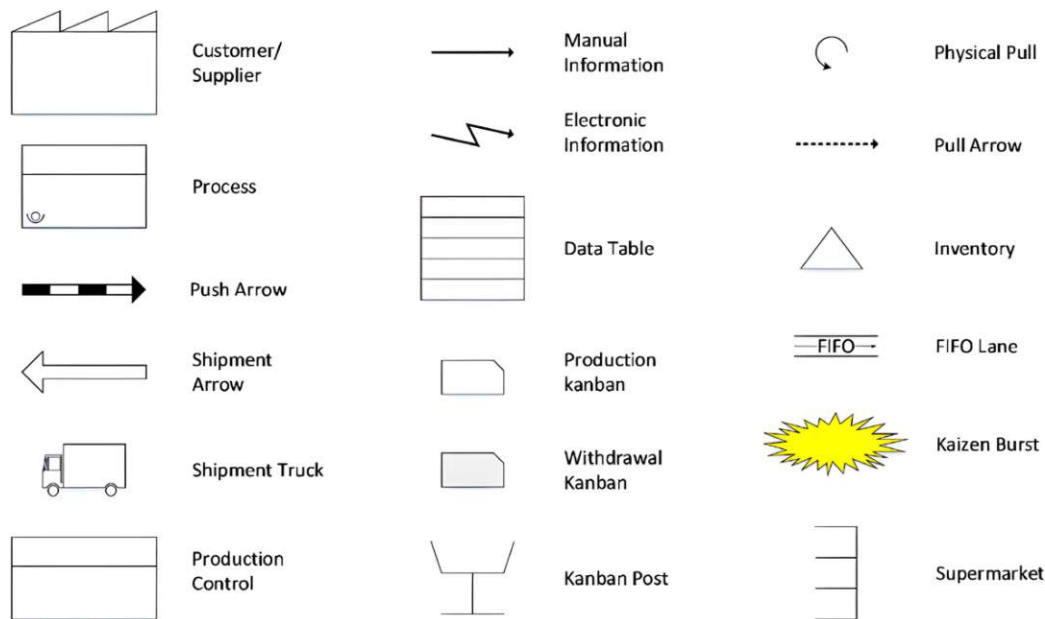 Customer/
Supplier
Process
Push Arrow
Shipment
Arrow
Shipment Truck
Production
Control
Manual
Information
Electronic
Information
Data Table
Production
kanban
Withdrawal
Kanban
Kanban Post
Physical Pull
Pull Arrow
Inventory
FIFO
FIFO Lane
Kaizen Burst
Supermarket